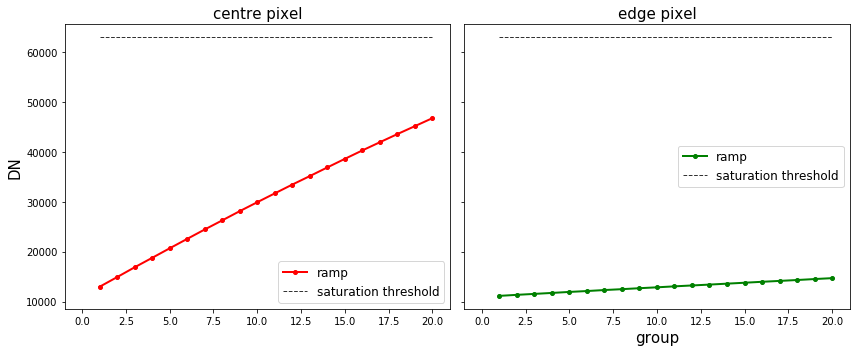 centre pixel
edge pixel
DN
60000
50000
40000
30000
20000
10000
ramp
saturation threshold
0.0 2.5 5.0 7.5 10.0 12.5 15.0 17.5 20.0
ramp
saturation threshold
0.0 2.5 5.0 7.5 10.0 12.5 15.0 17.5 20.0
group